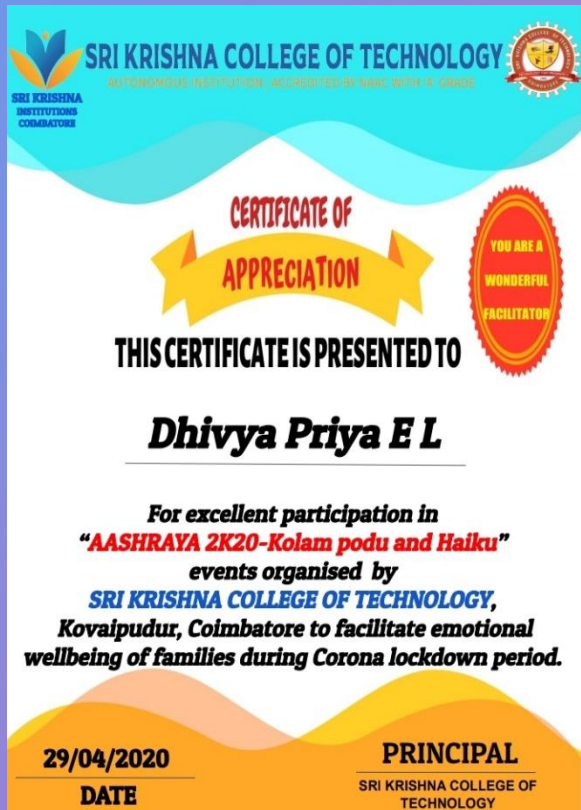 SRI KRISHNA COLLEGE OF TECHNOLOGY
AUTONOMOUS INSTITUTION | ACCREDITED BY NAAC WITH 'A' GRADE
SRI KRISHNA
INSTITUTIONS
COIMBATORE
CERTIFICATE OF
APPRECIATION
YOU ARE A
WONDERFUL
FACILITATOR
THIS CERTIFICATE IS PRESENTED TO
Dhivya Priya E L
For excellent participation in
“AASHRAYA 2K20-Kolam podu and Haiku”
events organised by
SRI KRISHNA COLLEGE OF TECHNOLOGY,
Kovaipudur, Coimbatore to facilitate emotional
wellbeing of families during Corona lockdown period.
29/04/2020
DATE
PRINCIPAL
SRI KRISHNA COLLEGE OF
TECHNOLOGY